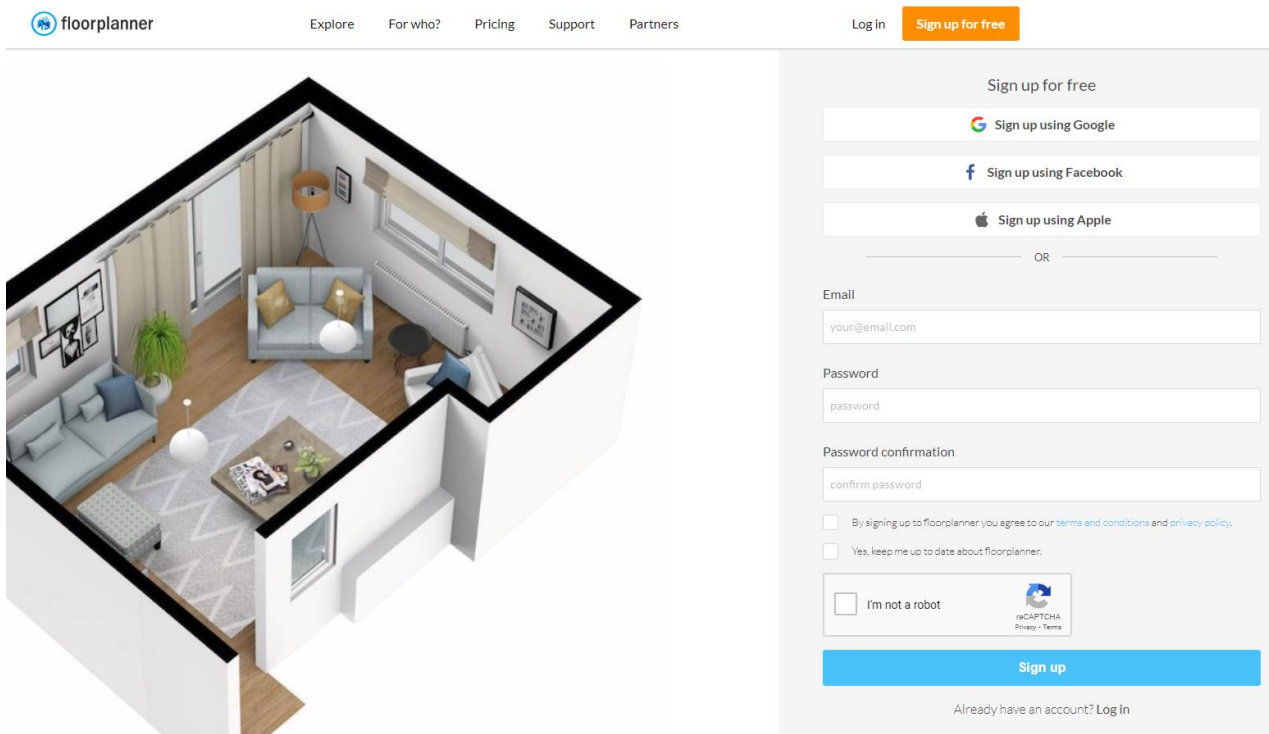 floorplanner
Explore For who? Pricing Support Partners
Log in Sign up for free
Sign up for free
Sign up using Google
Sign up using Facebook
Sign up using Apple
OR
Email
your@email.com
Password
password
Password confirmation
confirm password
By signing up to floorplanner you agree to our terms and conditions and privacy policy.
Yes, keep me up to date about floorplanner.
I'm not a robot
reCAPTCHA
Privacy - Terms
Sign up
Already have an account? Log in